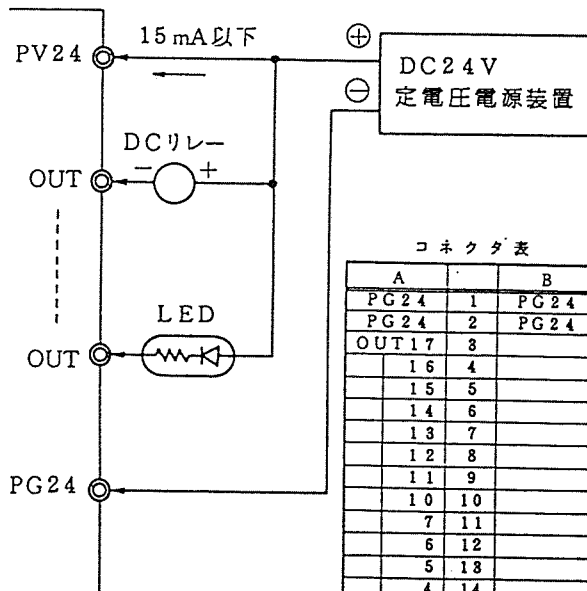 PV24
15mA以下
⊕
⊖
DC24V
定電圧電源装置
DCリレー
− +
OUT
LED
OUT
PG24
コネクタ表
A B
PG24 1 PG24
PG24 2 PG24
OUT17 3
16 4
15 5
14 6
13 7
12 8
11 9
10 10
7 11
6 12
5 13
4 14